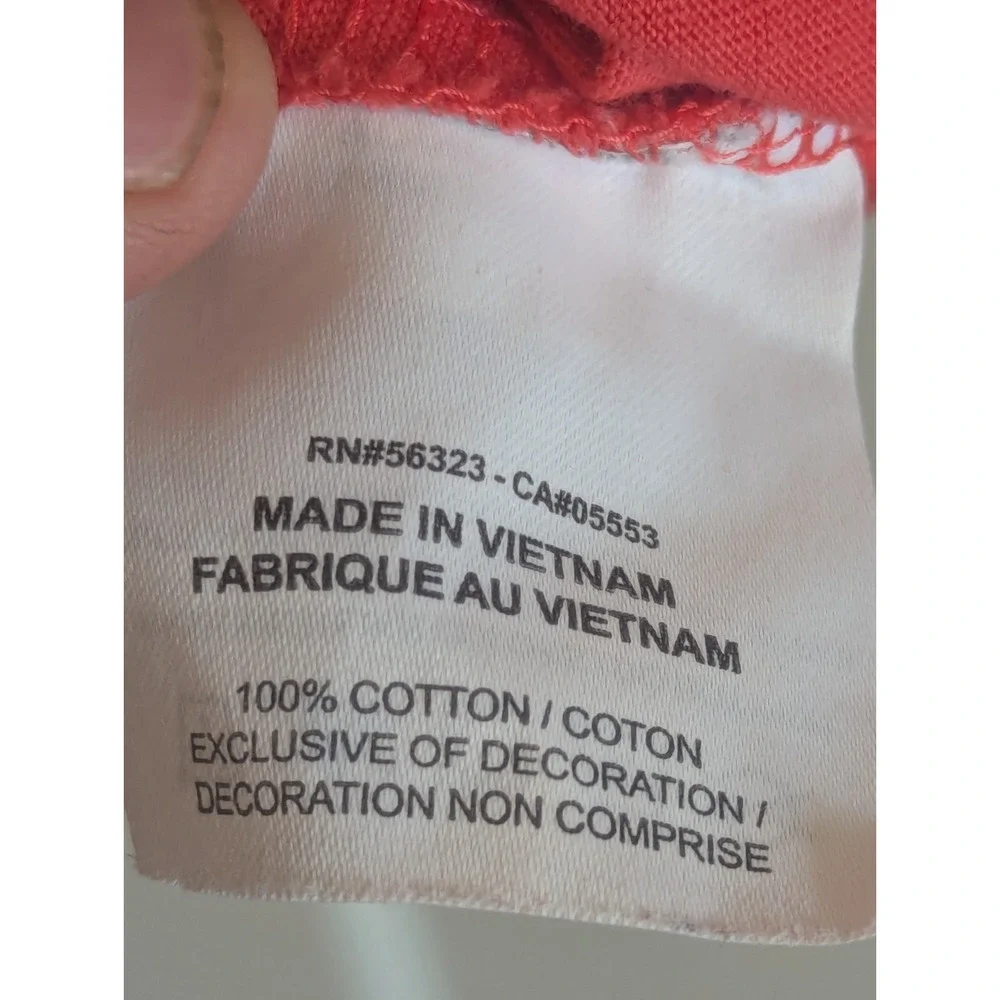 RN#56323 - CA#05553
MADE IN VIETNAM
FABRIQUE AU VIETNAM
100% COTTON / COTON
EXCLUSIVE OF DECORATION /
DECORATION NON COMPRISE